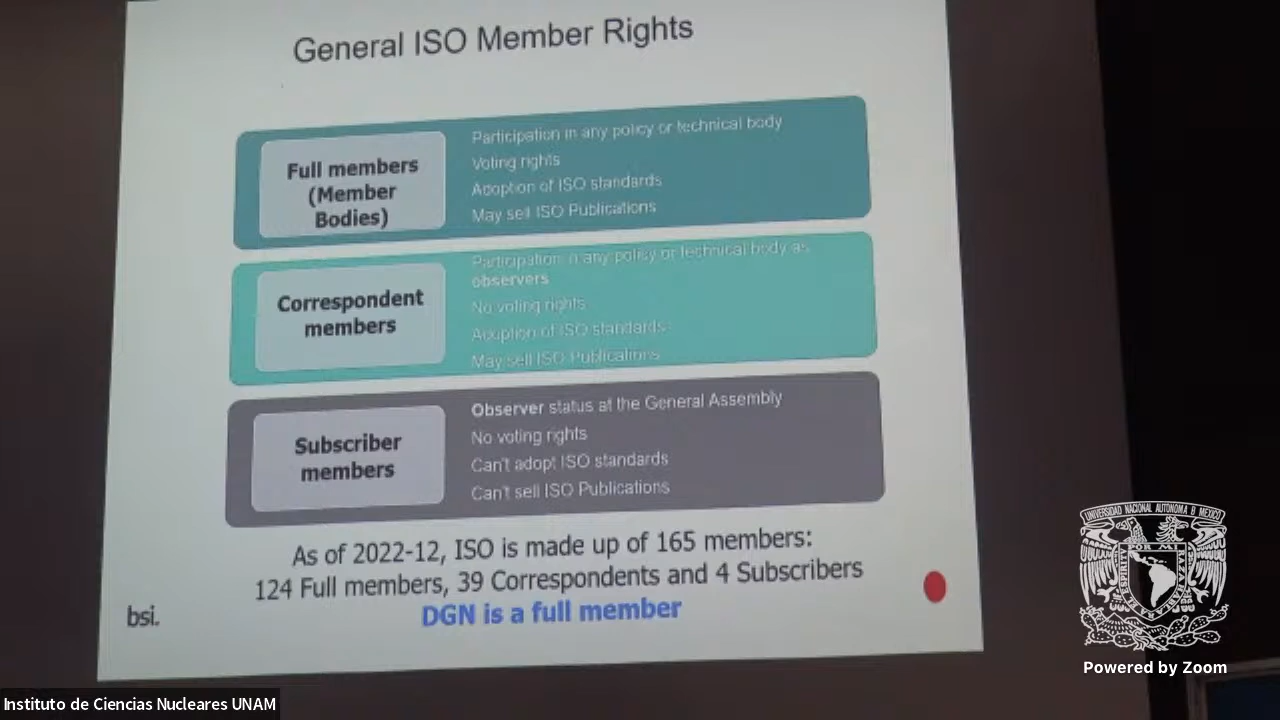 General ISO Member Rights
Full members
(Member
Bodies)
Participation in any policy or technical body
Voting rights
Adoption of ISO standards
May sell ISO Publications
Correspondent
members
Participation in any policy or technical body as
observers
No voting rights
Adoption of ISO standards
May sell ISO Publications
Subscriber
members
Observer status at the General Assembly
No voting rights
Can't adopt ISO standards
Can't sell ISO Publications
As of 2022-12, ISO is made up of 165 members:
124 Full members, 39 Correspondents and 4 Subscribers
DGN is a full member
bsi.
UNIVERSIDAD NACIONAL AUTONOMA D MEXICO
Powered by Zoom
Instituto de Ciencias Nucleares UNAM